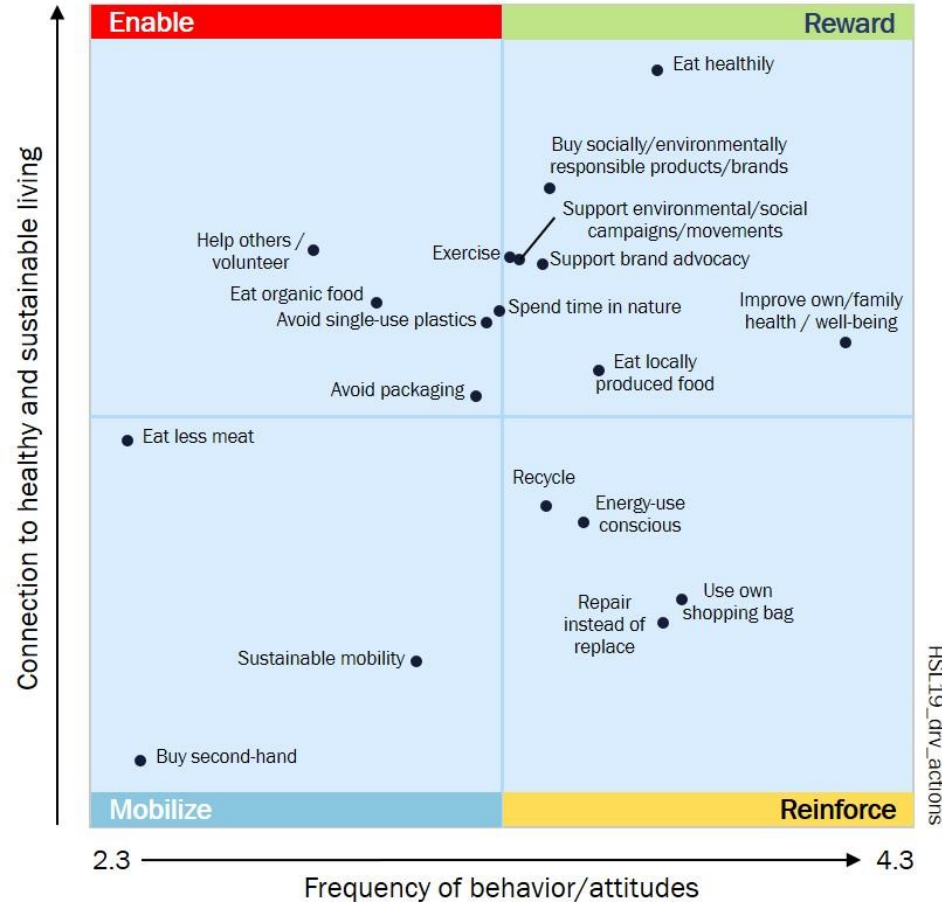 Enable
Reward
Eat healthily
Buy socially/environmentally
responsible products/brands
Support environmental/social
campaigns/movements
Help others /
volunteer
Exercise
Support brand advocacy
Eat organic food
Spend time in nature
Improve own/family
health / well-being
Avoid single-use plastics
Eat locally
produced food
Avoid packaging
Eat less meat
Recycle
Energy-use
conscious
Use own
shopping bag
Repair
instead of
replace
Sustainable mobility
Buy second-hand
Mobilize
Reinforce
Connection to healthy and sustainable living
HSL19_drv_actions
2.3
4.3
Frequency of behavior/attitudes